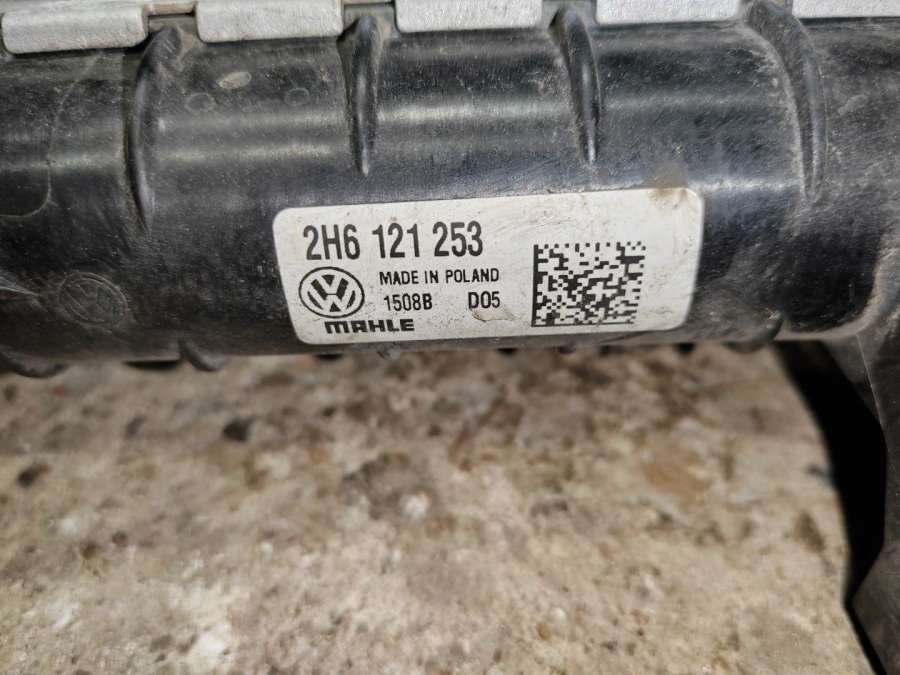 2H6 121 253
MADE IN POLAND
1508B D05
MAHLE